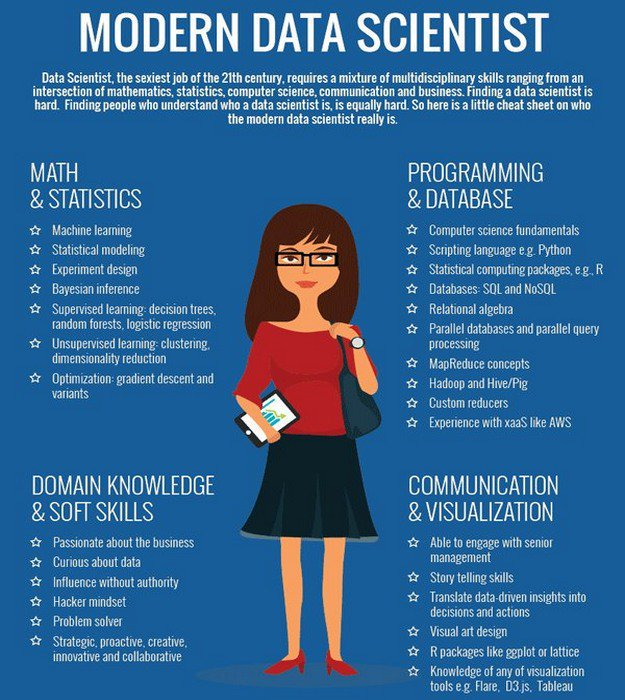 MODERN DATA SCIENTIST
Data Scientist, the sexiest job of the 21th century, requires a mixture of multidisciplinary skills ranging from an
intersection of mathematics, statistics, computer science, communication and business. Finding a data scientist is
hard. Finding people who understand who a data scientist is, is equally hard. So here is a little cheat sheet on who
the modern data scientist really is.
MATH
& STATISTICS
Machine learning
Statistical modeling
Experiment design
Bayesian inference
Supervised learning: decision trees,
random forests, logistic regression
Unsupervised learning: clustering,
dimensionality reduction
Optimization: gradient descent and
variants
PROGRAMMING
& DATABASE
Computer science fundamentals
Scripting language e.g. Python
Statistical computing packages, e.g., R
Databases: SQL and NoSQL
Relational algebra
Parallel databases and parallel query
processing
MapReduce concepts
Hadoop and Hive/Pig
Custom reducers
Experience with xaaS like AWS
DOMAIN KNOWLEDGE
& SOFT SKILLS
Passionate about the business
Curious about data
Influence without authority
Hacker mindset
Problem solver
Strategic, proactive, creative,
innovative and collaborative
COMMUNICATION
& VISUALIZATION
Able to engage with senior
management
Story telling skills
Translate data-driven insights into
decisions and actions
Visual art design
R packages like ggplot or lattice
Knowledge of any of visualization
tools e.g. Flare, D3.js, Tableau